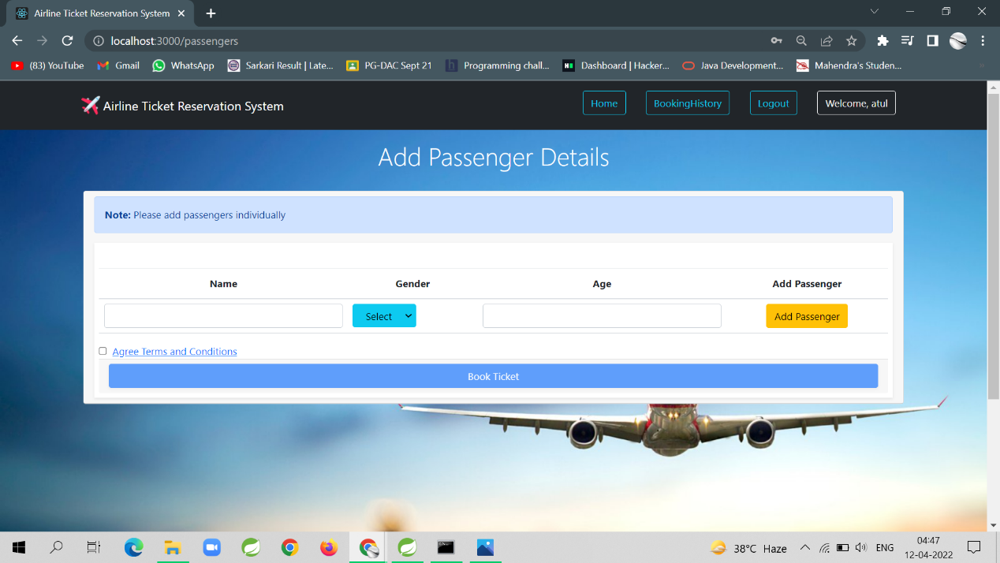 Airline Ticket Reservation System
localhost:3000/passengers
(83) YouTube Gmail WhatsApp Sarkari Result | Late... PG-DAC Sept 21 Programming chall... Dashboard | Hacker... Java Development... Mahendra's Studen...
Airline Ticket Reservation System Home BookingHistory Logout Welcome, atul
Add Passenger Details
Note: Please add passengers individually
Name Gender Age Add Passenger
Select Add Passenger
Agree Terms and Conditions
Book Ticket
38°C Haze ENG 04:47
12-04-2022